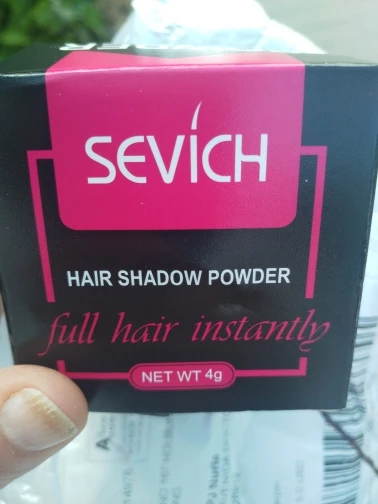 SEVICH
HAIR SHADOW POWDER
full hair instantly
NET WT 4g